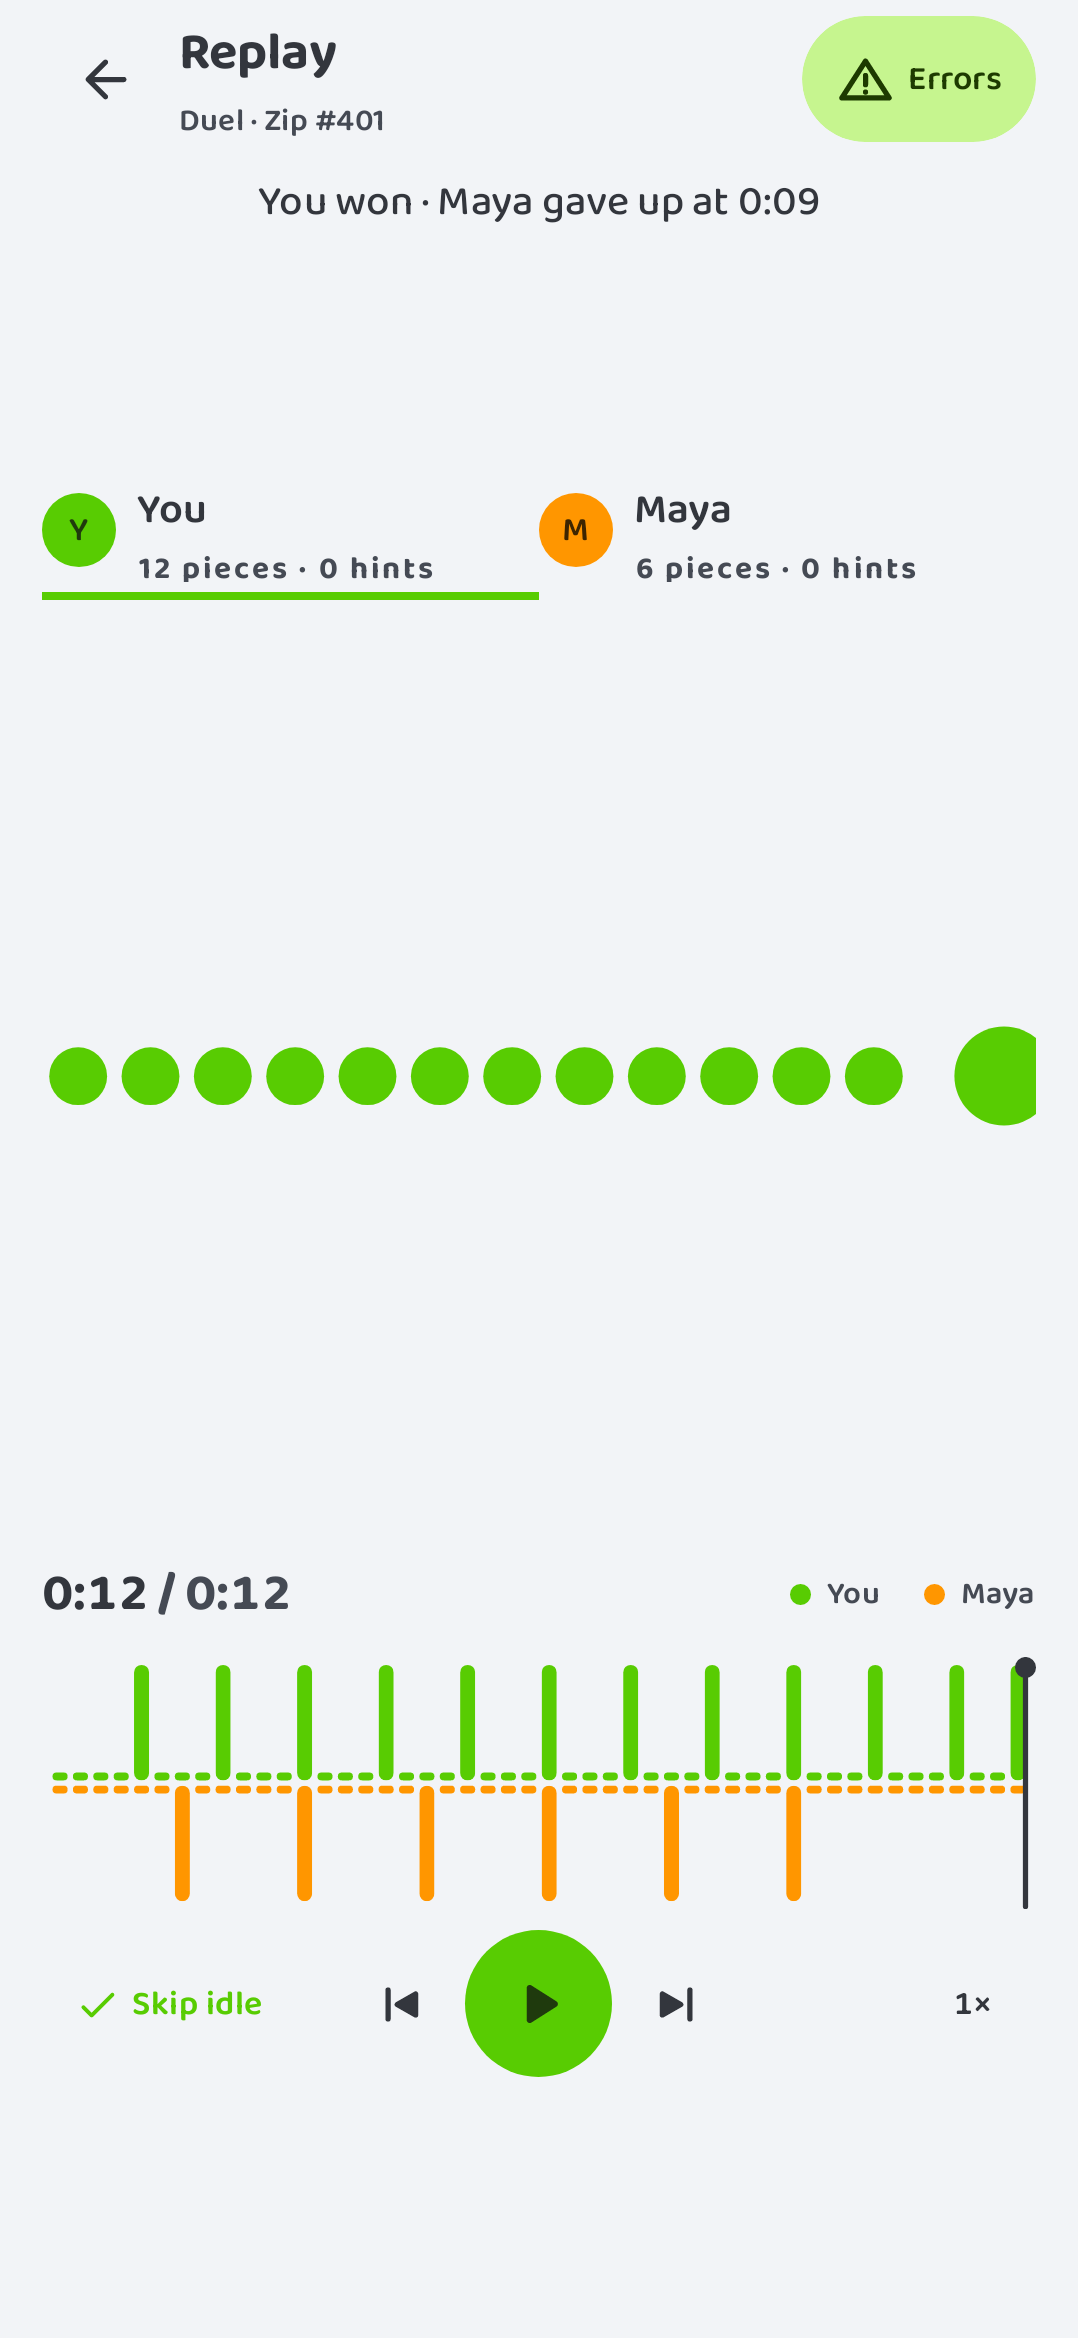 Replay
Duel · Zip #401
Errors
You won · Maya gave up at 0:09
Y
You
12 pieces · 0 hints
M
Maya
6 pieces · 0 hints
0:12 / 0:12
You
Maya
Skip idle
1×